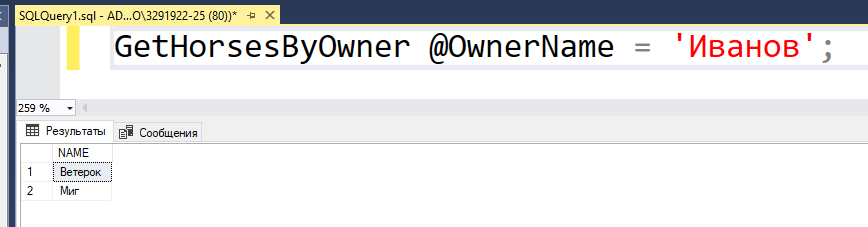 SQLQuery1.sql - AD...O\3291922-25 (80))*
GetHorsesByOwner @OwnerName = 'Иванов';
259 %
Результаты Сообщения
NAME
1 Ветерок
2 Миг